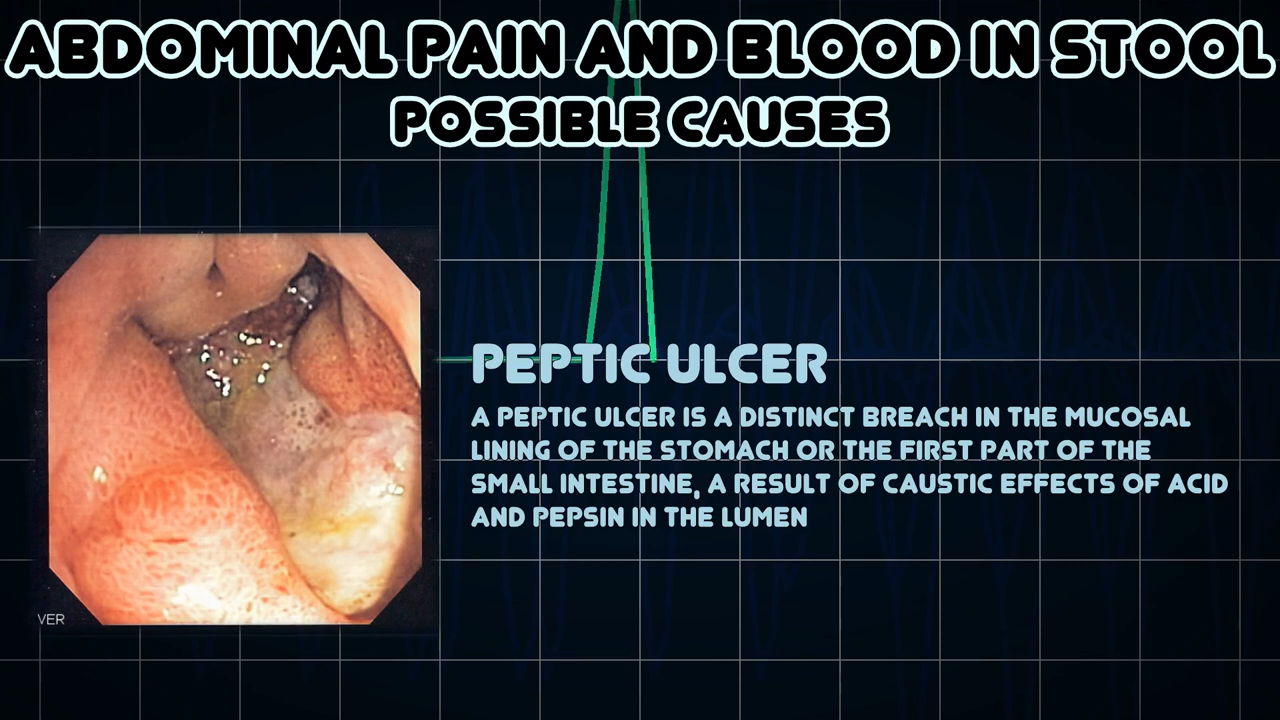 ABDOMINAL PAIN AND BLOOD IN STOOL
POSSIBLE CAUSES
PEPTIC ULCER
A PEPTIC ULCER IS A DISTINCT BREACH IN THE MUCOSAL
LINING OF THE STOMACH OR THE FIRST PART OF THE
SMALL INTESTINE, A RESULT OF CAUSTIC EFFECTS OF ACID
AND PEPSIN IN THE LUMEN
VER